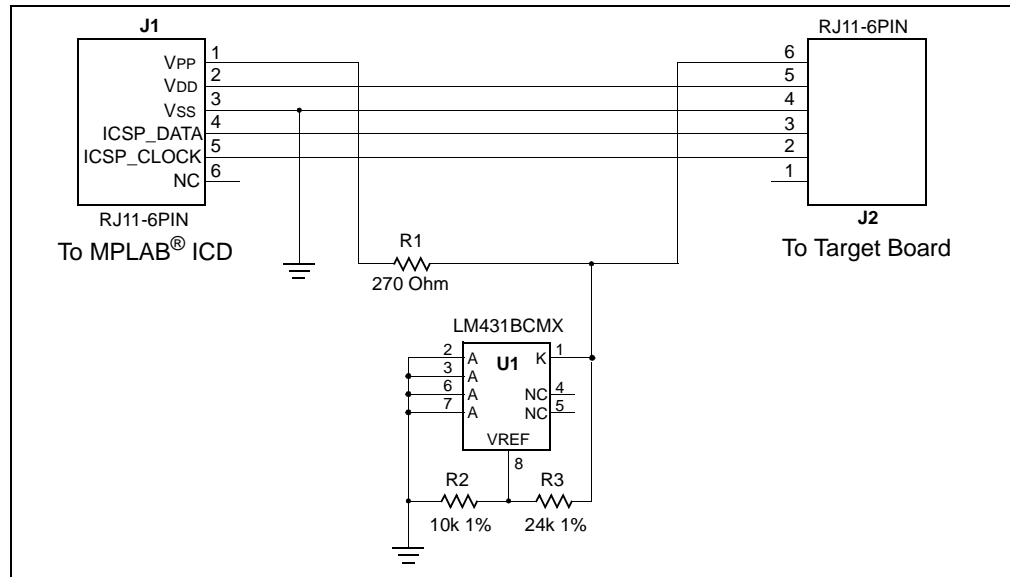 J1
VPP 1
VDD 2
VSS 3
ICSP_DATA 4
ICSP_CLOCK 5
NC 6
RJ11-6PIN
To MPLAB® ICD
RJ11-6PIN
6
5
4
3
2
1
J2
To Target Board
R1
270 Ohm
LM431BCMX
U1
2 A
3 A
6 A
7 A
K 1
NC 4
NC 5
VREF
8
R2
10k 1%
R3
24k 1%